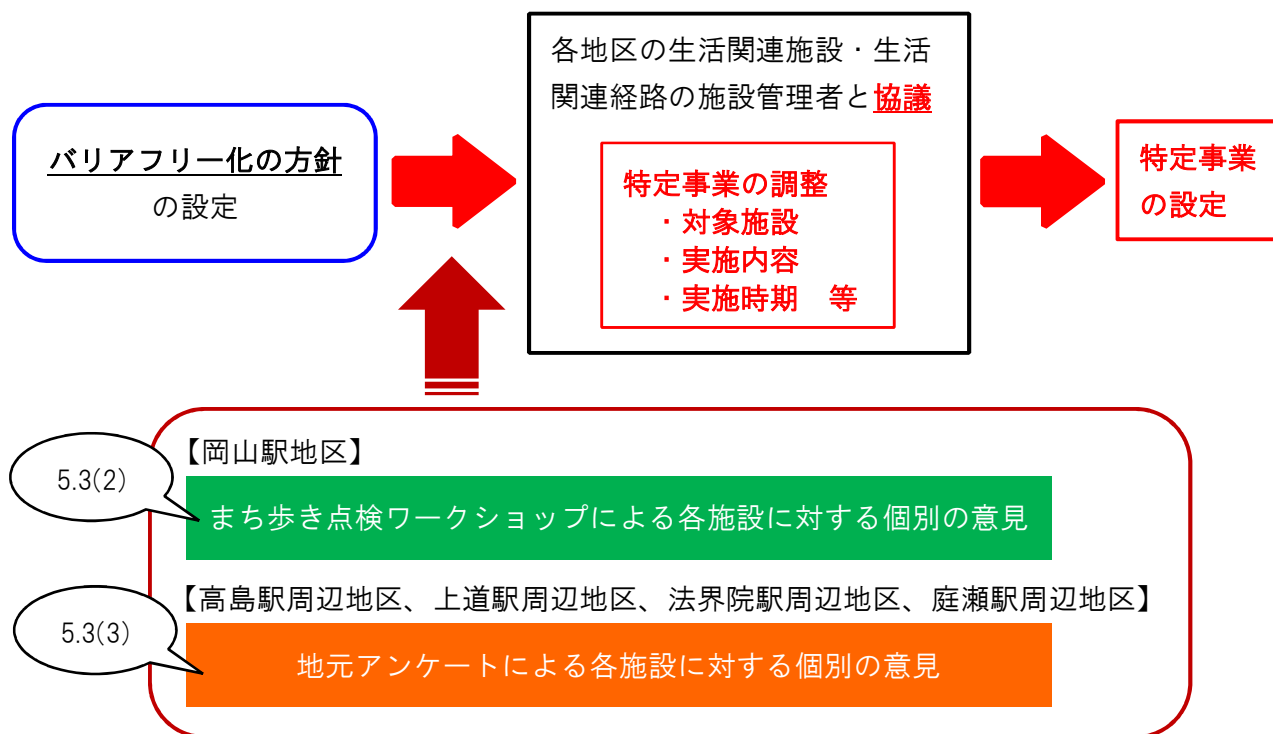 バリアフリー化の方針
の設定
各地区の生活関連施設・生活
関連経路の施設管理者と協議
特定事業の調整
・対象施設
・実施内容
・実施時期　等
特定事業
の設定
5.3(2)
【岡山駅地区】
まち歩き点検ワークショップによる各施設に対する個別の意見
5.3(3)
【高島駅周辺地区、上道駅周辺地区、法界院駅周辺地区、庭瀬駅周辺地区】
地元アンケートによる各施設に対する個別の意見